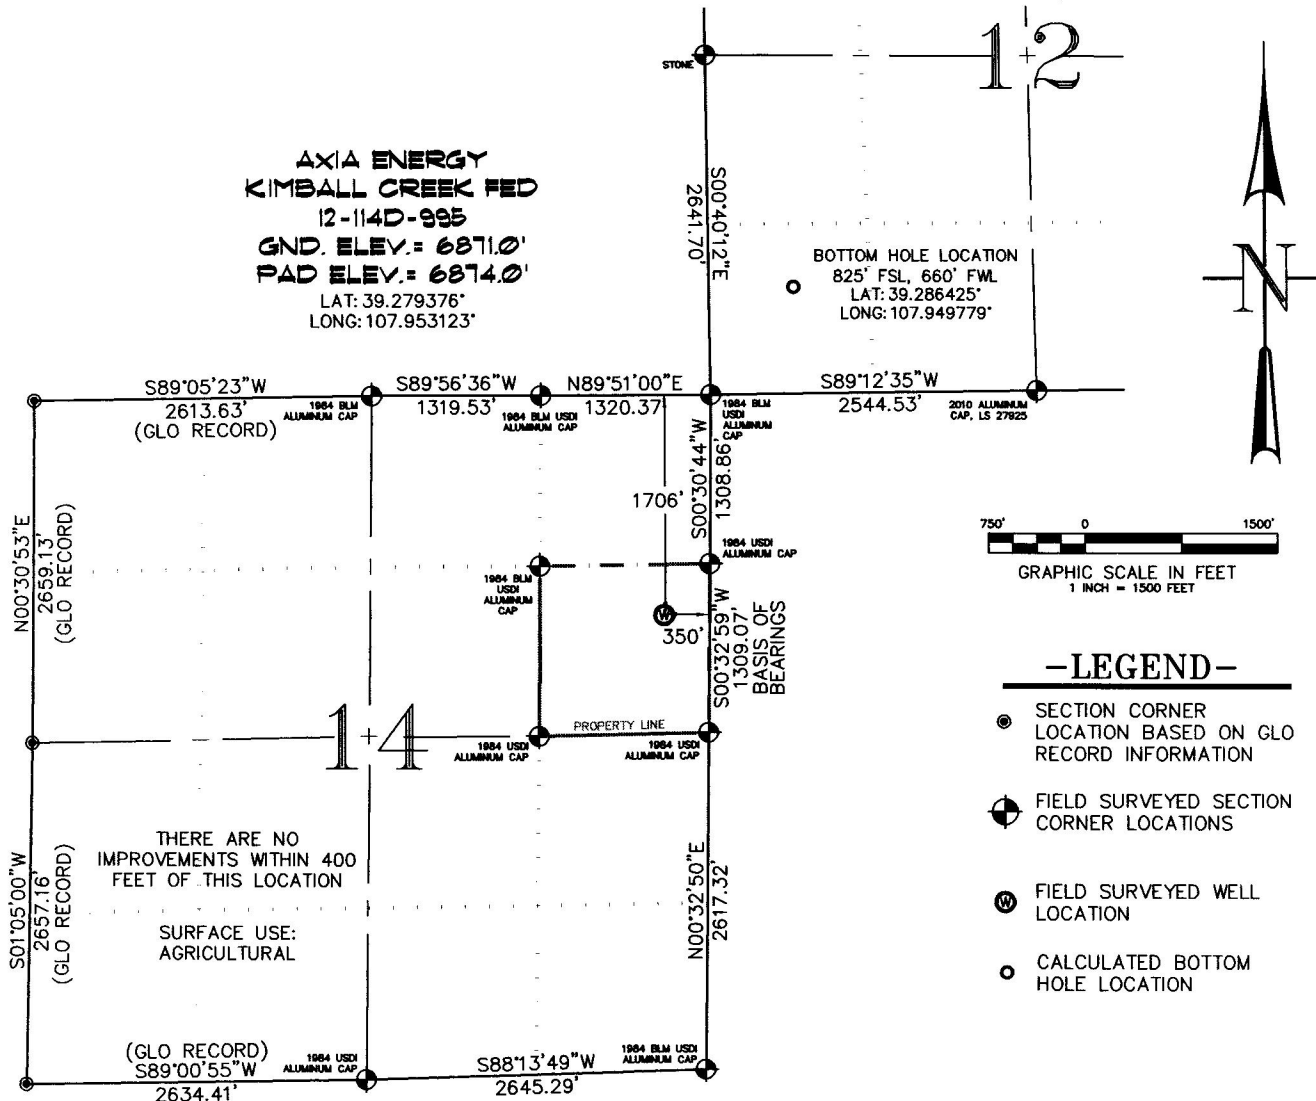 12
STONE
AXIA ENERGY
KIMBALL CREEK FED
12-114D-995
GND. ELEV.= 6871.0'
PAD ELEV.= 6874.0'
LAT: 39.279376°
LONG: 107.953123°
S00°40'12"E
2641.70'
BOTTOM HOLE LOCATION
825' FSL, 660' FWL
LAT: 39.286425°
LONG: 107.949779°
N
S89°05'23"W
2613.63'
(GLO RECORD)
1984 BLM
ALUMINUM CAP
S89°56'36"W
1319.53'
1984 BLM USDI
ALUMINUM CAP
N89°51'00"E
1320.37'
1984 BLM
USDI
ALUMINUM
CAP
S89°12'35"W
2544.53'
2010 ALUMINUM
CAP, LS 27925
S00°30'44"W
1308.86'
1706'
N00°30'53"E
2659.13'
(GLO RECORD)
1984 USDI
ALUMINUM CAP
1984 BLM
USDI
ALUMINUM
CAP
W
350'
S00°32'59"W
1309.07'
BASIS OF
BEARINGS
750'
0
1500'
GRAPHIC SCALE IN FEET
1 INCH = 1500 FEET
-LEGEND-
SECTION CORNER
LOCATION BASED ON GLO
RECORD INFORMATION
FIELD SURVEYED SECTION
CORNER LOCATIONS
W
FIELD SURVEYED WELL
LOCATION
CALCULATED BOTTOM
HOLE LOCATION
14
PROPERTY LINE
1984 USDI
ALUMINUM CAP
1984 USDI
ALUMINUM CAP
THERE ARE NO
IMPROVEMENTS WITHIN 400
FEET OF THIS LOCATION
SURFACE USE:
AGRICULTURAL
S01°05'00"W
2657.16'
(GLO RECORD)
N00°32'50"E
2617.32'
(GLO RECORD)
S89°00'55"W
2634.41'
1984 USDI
ALUMINUM CAP
S88°13'49"W
2645.29'
1984 BLM USDI
ALUMINUM CAP